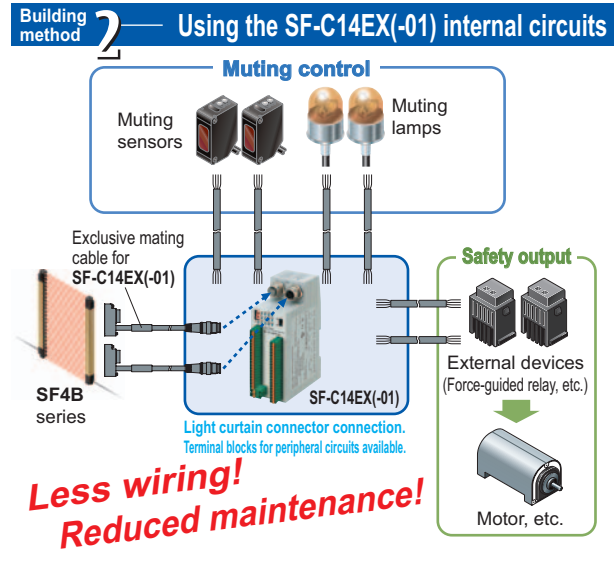 Building
method
2
Using the SF-C14EX(-01) internal circuits
Muting control
Muting
sensors
Muting
lamps
Exclusive mating
cable for
SF-C14EX(-01)
SF4B
series
SF-C14EX(-01)
Light curtain connector connection.
Terminal blocks for peripheral circuits available.
Safety output
External devices
(Force-guided relay, etc.)
Motor, etc.
Less wiring!
Reduced maintenance!